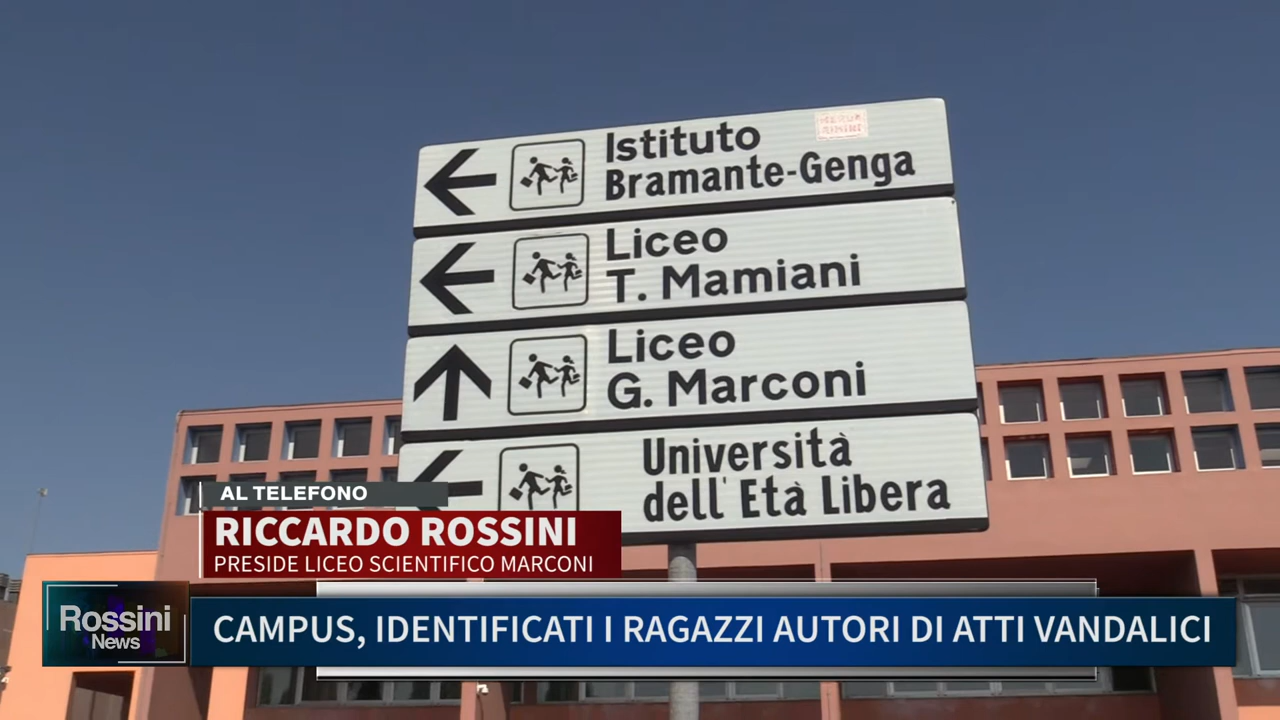 Istituto
Bramante-Genga
Liceo
T. Mamiani
Liceo
G. Marconi
Università
dell'Età Libera
AL TELEFONO
RICCARDO ROSSINI
PRESIDE LICEO SCIENTIFICO MARCONI
Rossini
News
CAMPUS, IDENTIFICATI I RAGAZZI AUTORI DI ATTI VANDALICI